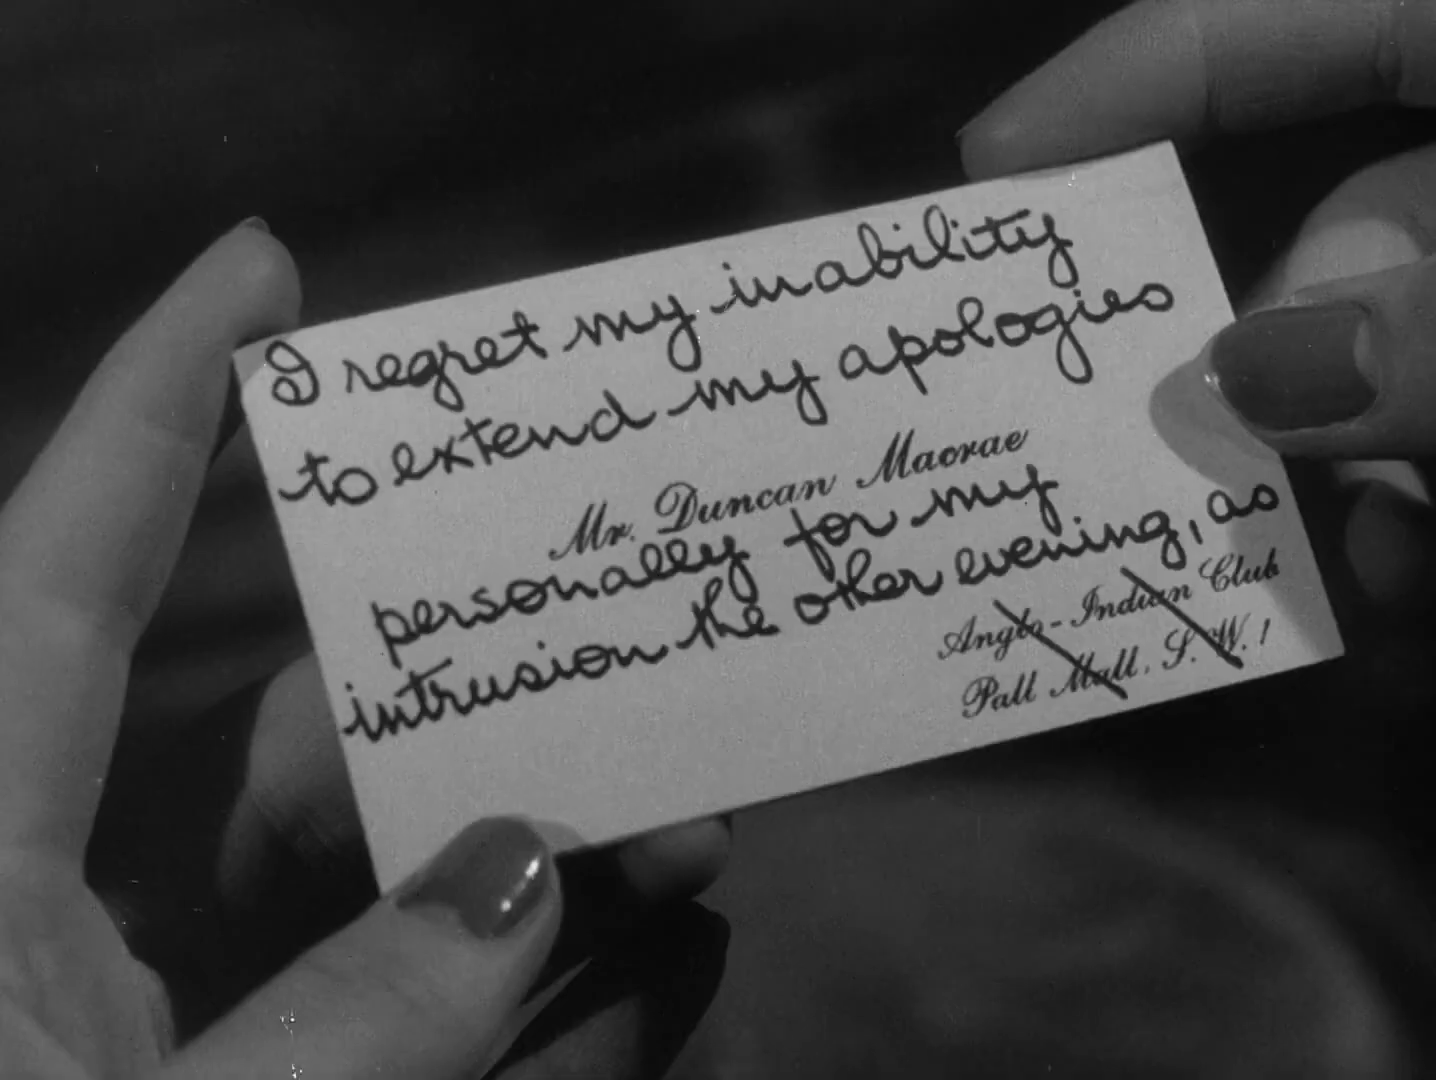 I regret my inability
to extend my apologies
Mr. Duncan Macrae
personally for my
intrusion the other evening, as
Anglo-Indian Club
Pall Mall. S.W.1